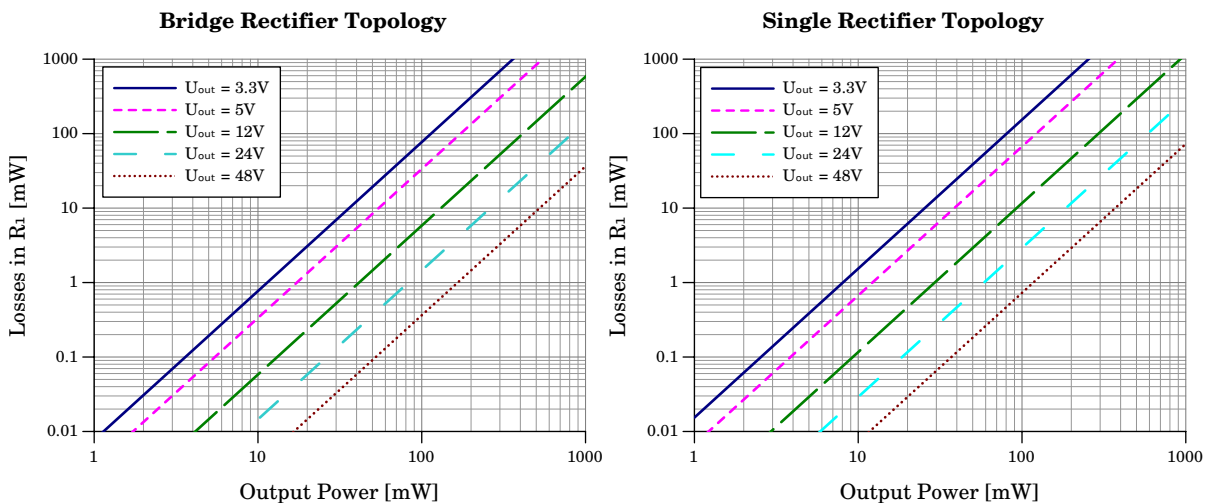 Bridge Rectifier Topology
1000
100
10
1
0.1
0.01
Losses in R1 [mW]
Uout = 3.3V
Uout = 5V
Uout = 12V
Uout = 24V
Uout = 48V
1 10 100 1000
Output Power [mW]
Single Rectifier Topology
1000
100
10
1
0.1
0.01
Losses in R1 [mW]
Uout = 3.3V
Uout = 5V
Uout = 12V
Uout = 24V
Uout = 48V
1 10 100 1000
Output Power [mW]